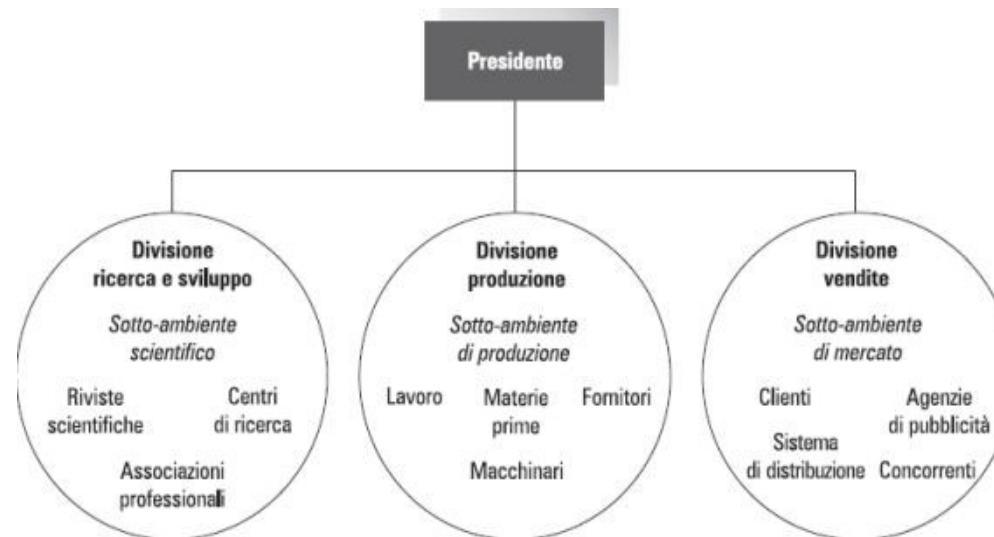 Presidente
Divisione
ricerca e sviluppo
Sotto-ambiente
scientifico
Riviste
scientifiche
Centri
di ricerca
Associazioni
professionali
Divisione
produzione
Sotto-ambiente
di produzione
Lavoro
Materie
prime
Fornitori
Macchinari
Divisione
vendite
Sotto-ambiente
di mercato
Clienti
Agenzie
di pubblicità
Sistema
di distribuzione
Concorrenti